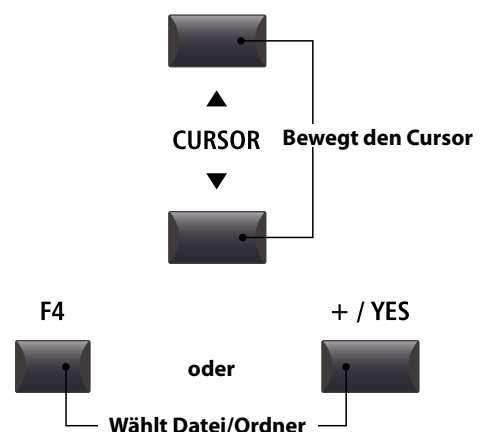 ▲
CURSOR
Bewegt den Cursor
▼
F4
+ / YES
oder
Wählt Datei/Ordner